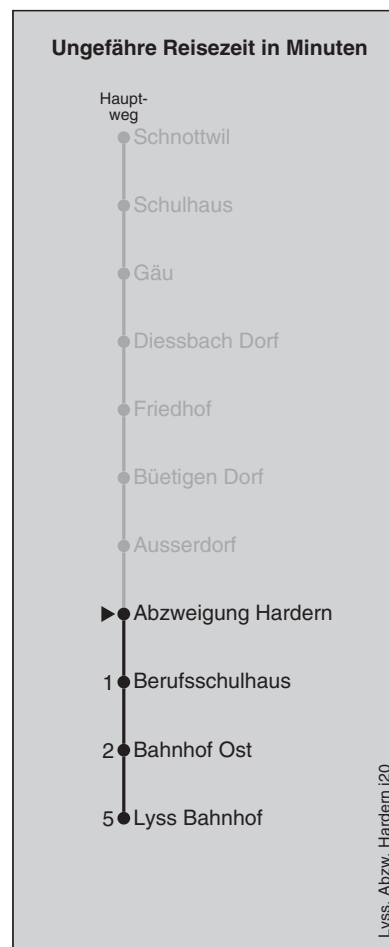 Ungefähre Reisezeit in Minuten
Haupt-
weg
Schnottwil
Schulhaus
Gäu
Diessbach Dorf
Friedhof
Büetigen Dorf
Ausserdorf
Abzweigung Hardern
1 Berufsschulhaus
2 Bahnhof Ost
5 Lyss Bahnhof
Lyss, Abzw. Hardern j20